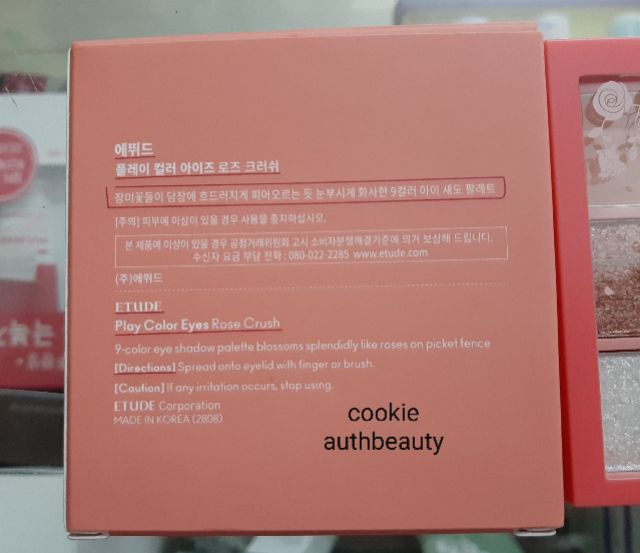 에뛰드
플레이 컬러 아이즈 로즈 크러쉬
장미꽃들이 담장에 흐드러지게 피어오르는 듯 눈부시게 화사한 9컬러 아이 섀도 팔레트
[주의] 피부에 이상이 있을 경우 사용을 중지하십시오.
본 제품에 이상이 있을 경우 공정거래위원회 고시 소비자분쟁해결기준에 의거 보상해 드립니다.
수신자 요금 부담 전화 : 080-022-2285 www.etude.com
(주)에뛰드
ETUDE
Play Color Eyes Rose Crush
9-color eye shadow palette blossoms splendidly like roses on picket fence
[Directions] Spread onto eyelid with finger or brush.
[Caution] If any irritation occurs, stop using.
ETUDE Corporation
MADE IN KOREA (2808)
cookie
authbeauty